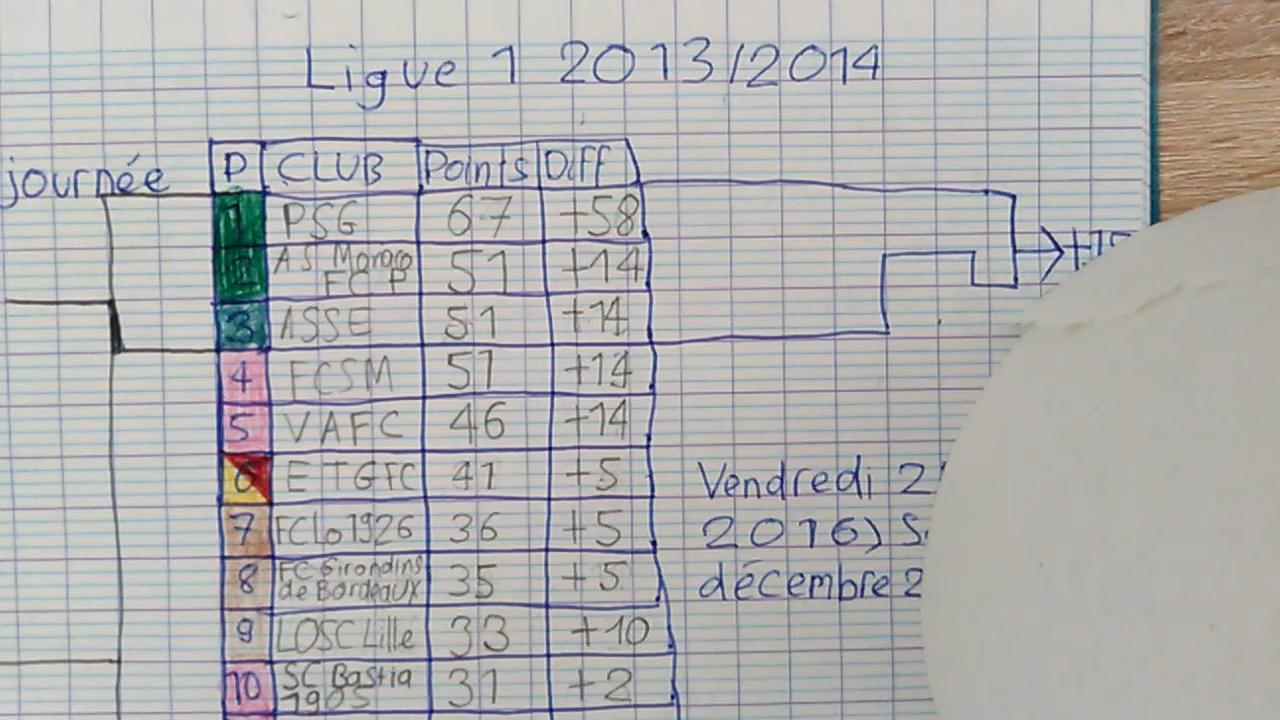 Ligue 1 2013/2014
journée
P CLUB Points Diff
1 PSG 67 +58
2 AS Monaco FC P 51 +14
3 ASSE 51 +14
4 FCSM 51 +14
5 VAFC 46 +14
6 ETGFC 41 +5
7 FCLo1926 36 +5
8 FC Girondins de Bordeaux 35 +5
9 LOSC Lille 33 +10
10 SC Bastia 1905 31 +2
Vendredi 2
2016) S
décembre 2